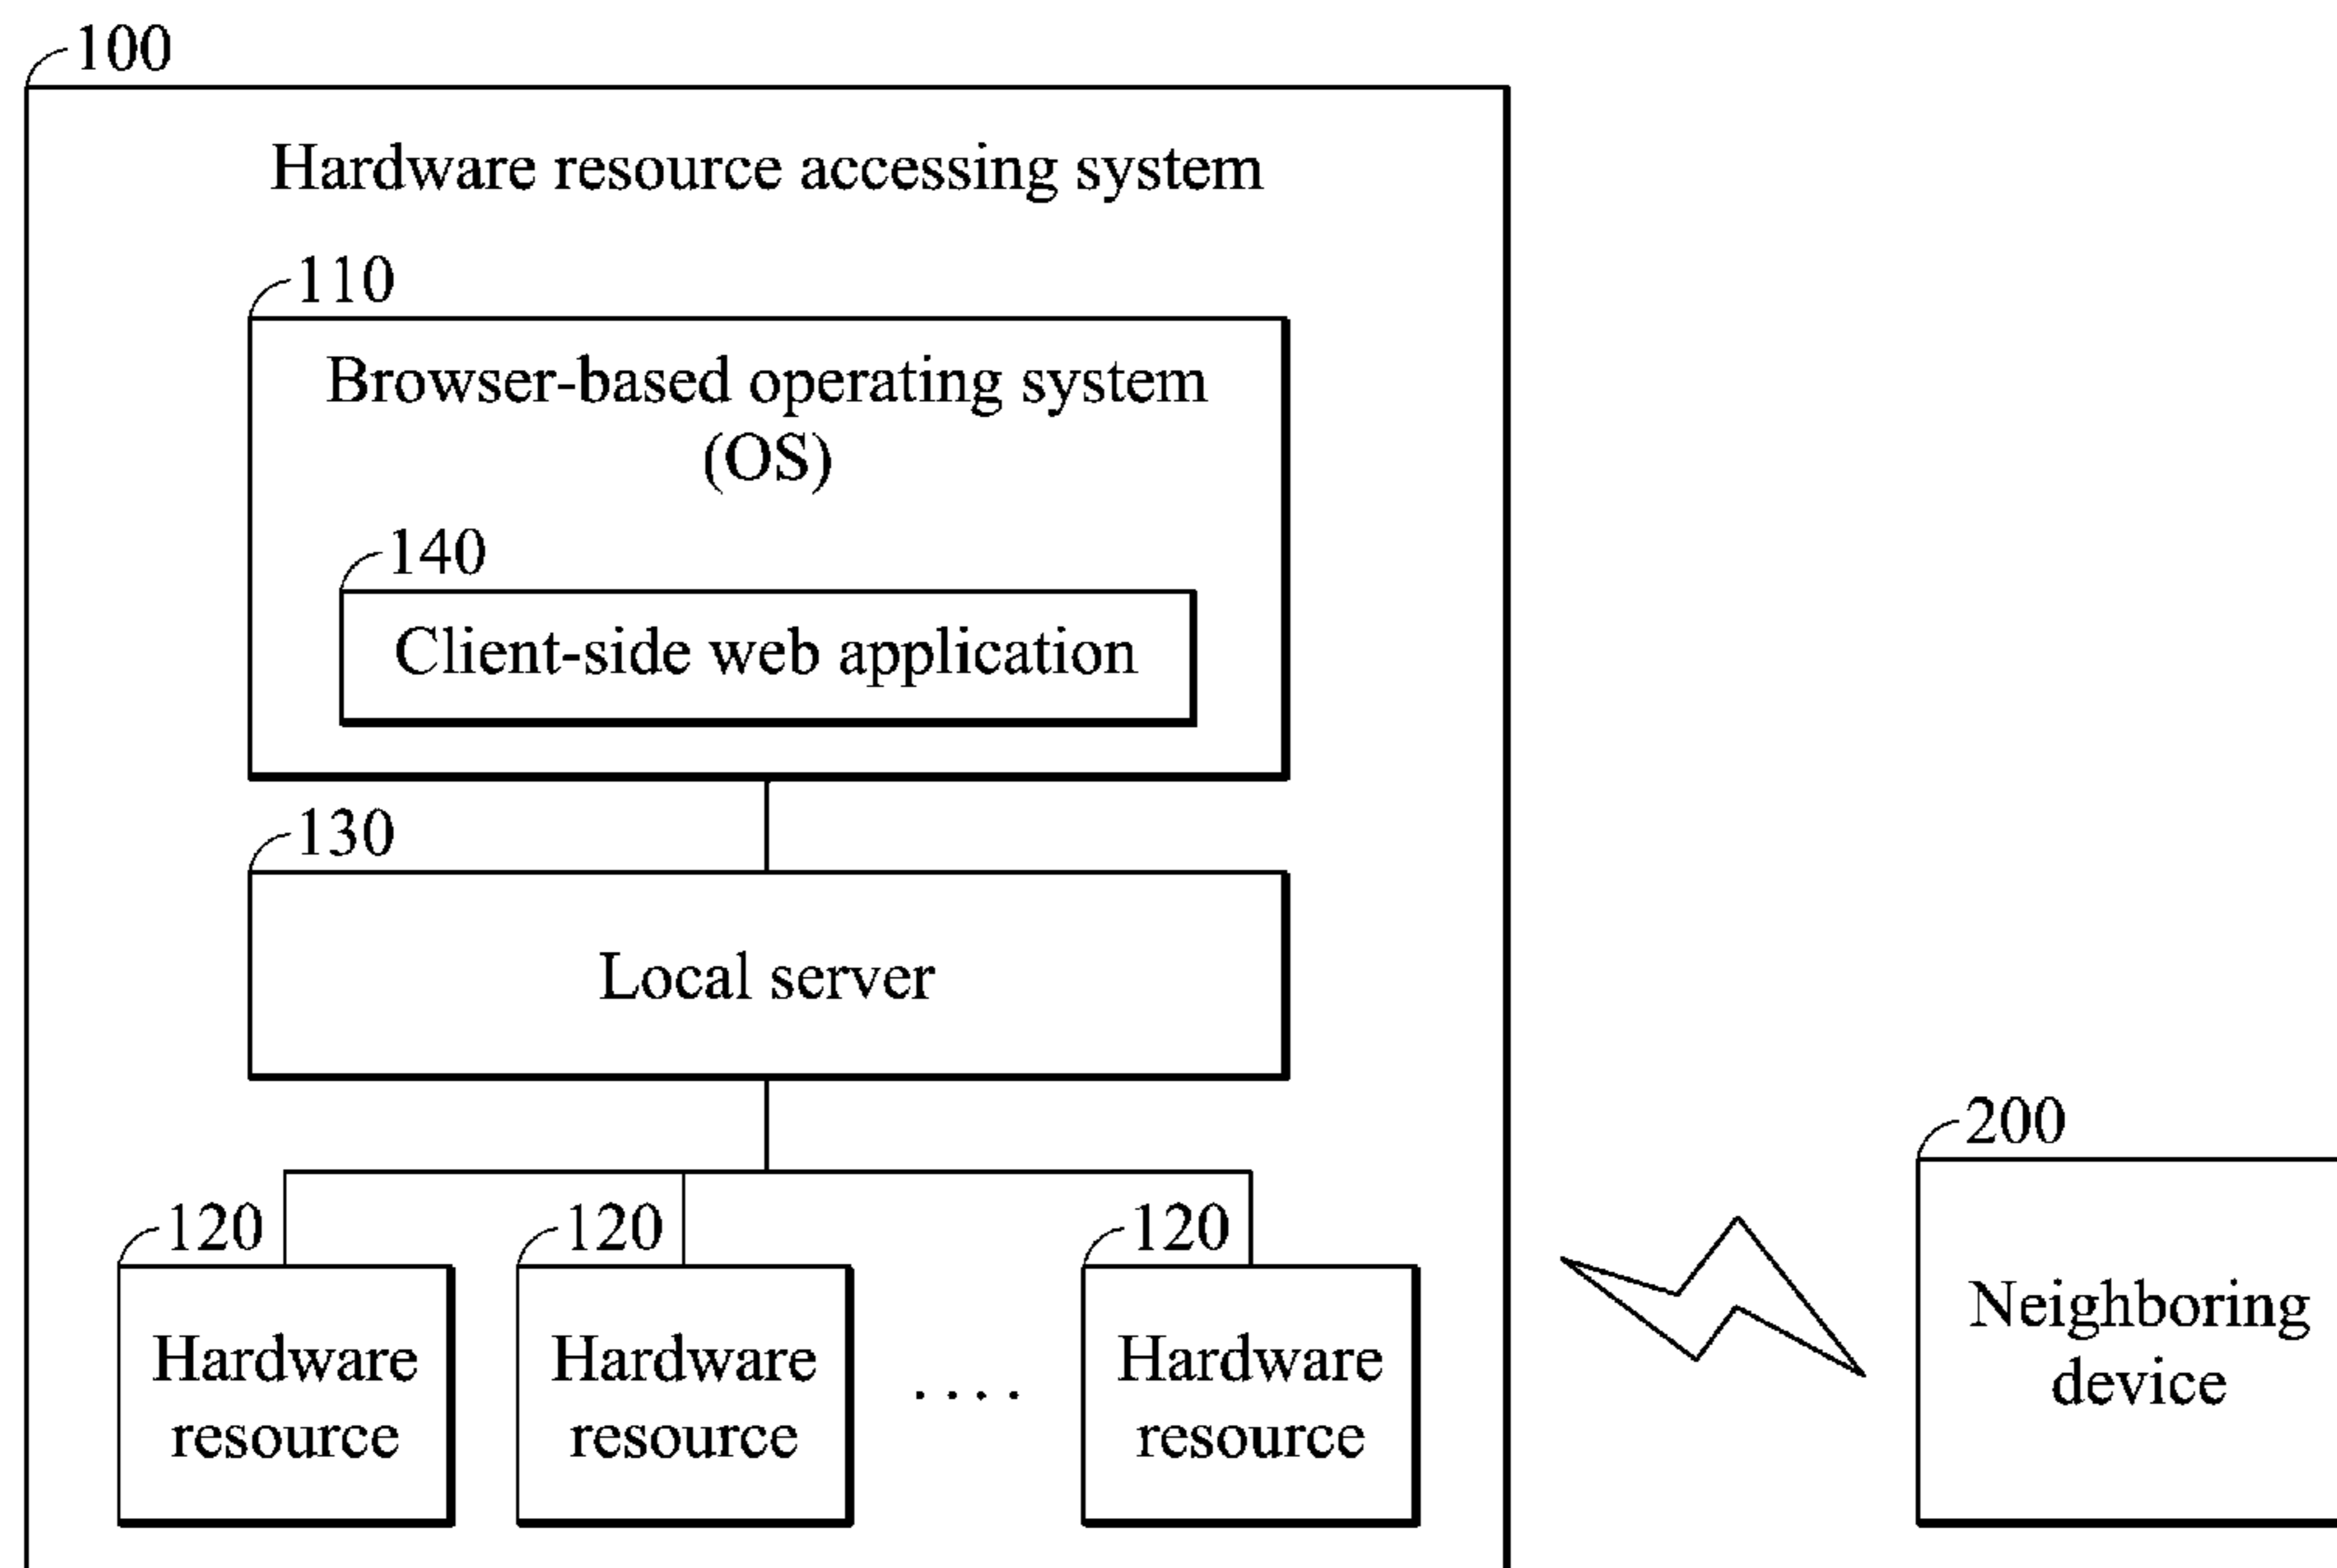 100
Hardware resource accessing system
110
Browser-based operating system
(OS)
140
Client-side web application
130
Local server
120
Hardware
resource
120
Hardware
resource
....
120
Hardware
resource
200
Neighboring
device